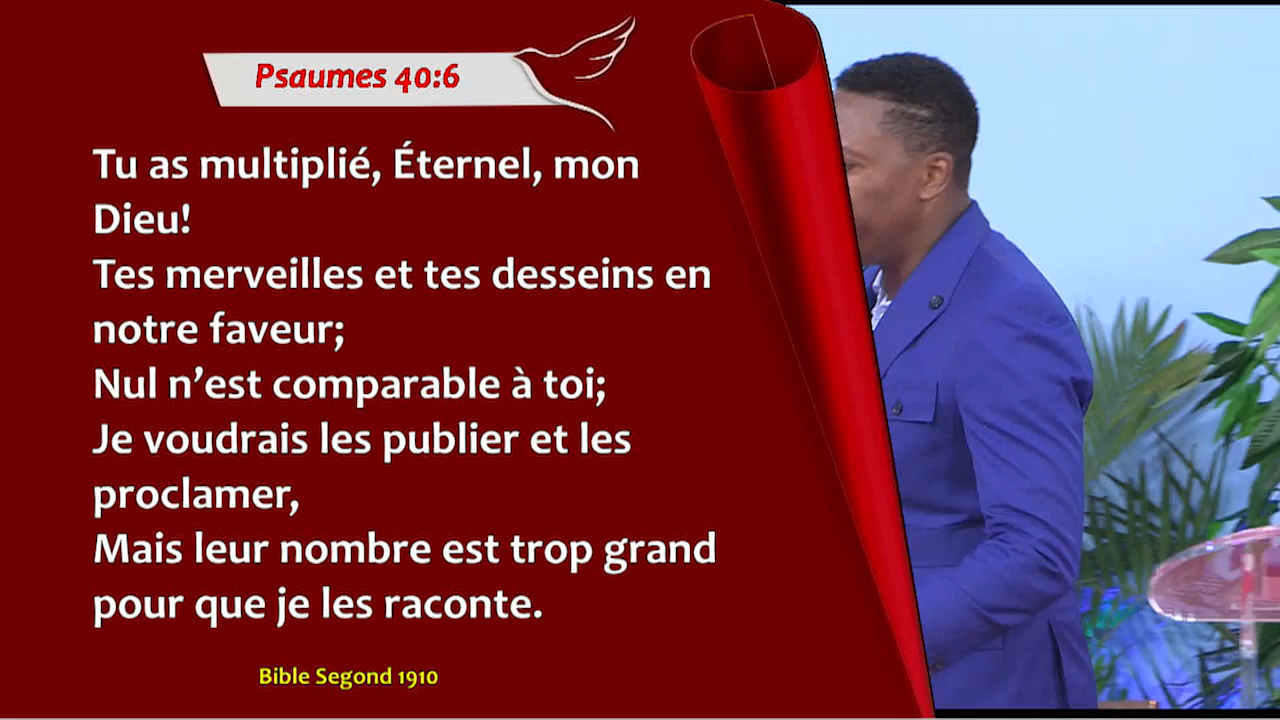 Psaumes 40:6
Tu as multiplié, Éternel, mon
Dieu!
Tes merveilles et tes desseins en
notre faveur;
Nul n’est comparable à toi;
Je voudrais les publier et les
proclamer,
Mais leur nombre est trop grand
pour que je les raconte.
Bible Segond 1910